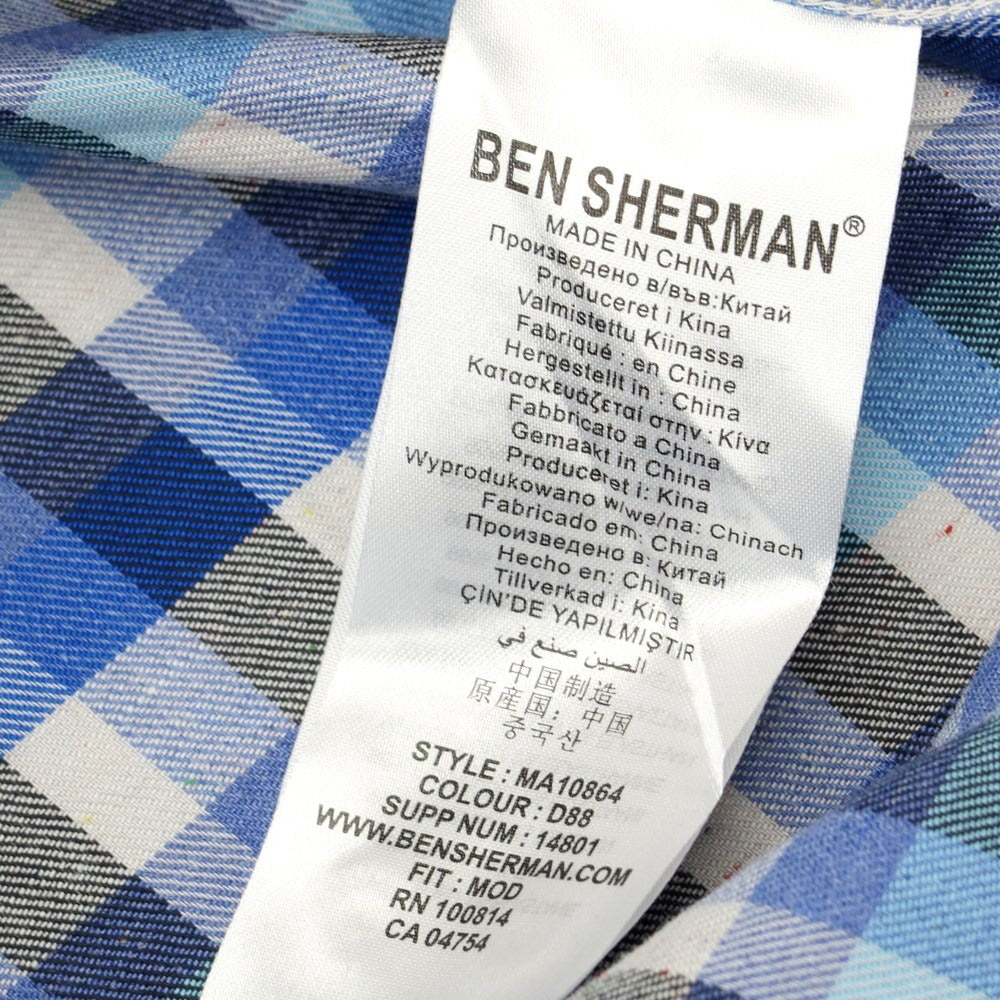 BEN SHERMAN®
MADE IN CHINA
Произведено в/във:Китай
Produceret i Kina
Valmistettu Kiinassa
Fabriqué : en Chine
Hergestellt in : China
Κατασκευάζεται στην : Κίνα
Fabbricato a China
Gemaakt in China
Produceret i: Kina
Wyprodukowano w/we/na: Chinach
Fabricado em: China
Произведено в: Китай
Hecho en: China
Tillverkad i: Kina
ÇIN'DE YAPILMIŞTIR
الصين صنع في
中国制造
原産国：中国
중국산
STYLE : MA10864
COLOUR : D88
SUPP NUM : 14801
WWW.BENSHERMAN.COM
FIT : MOD
RN 100814
CA 04754